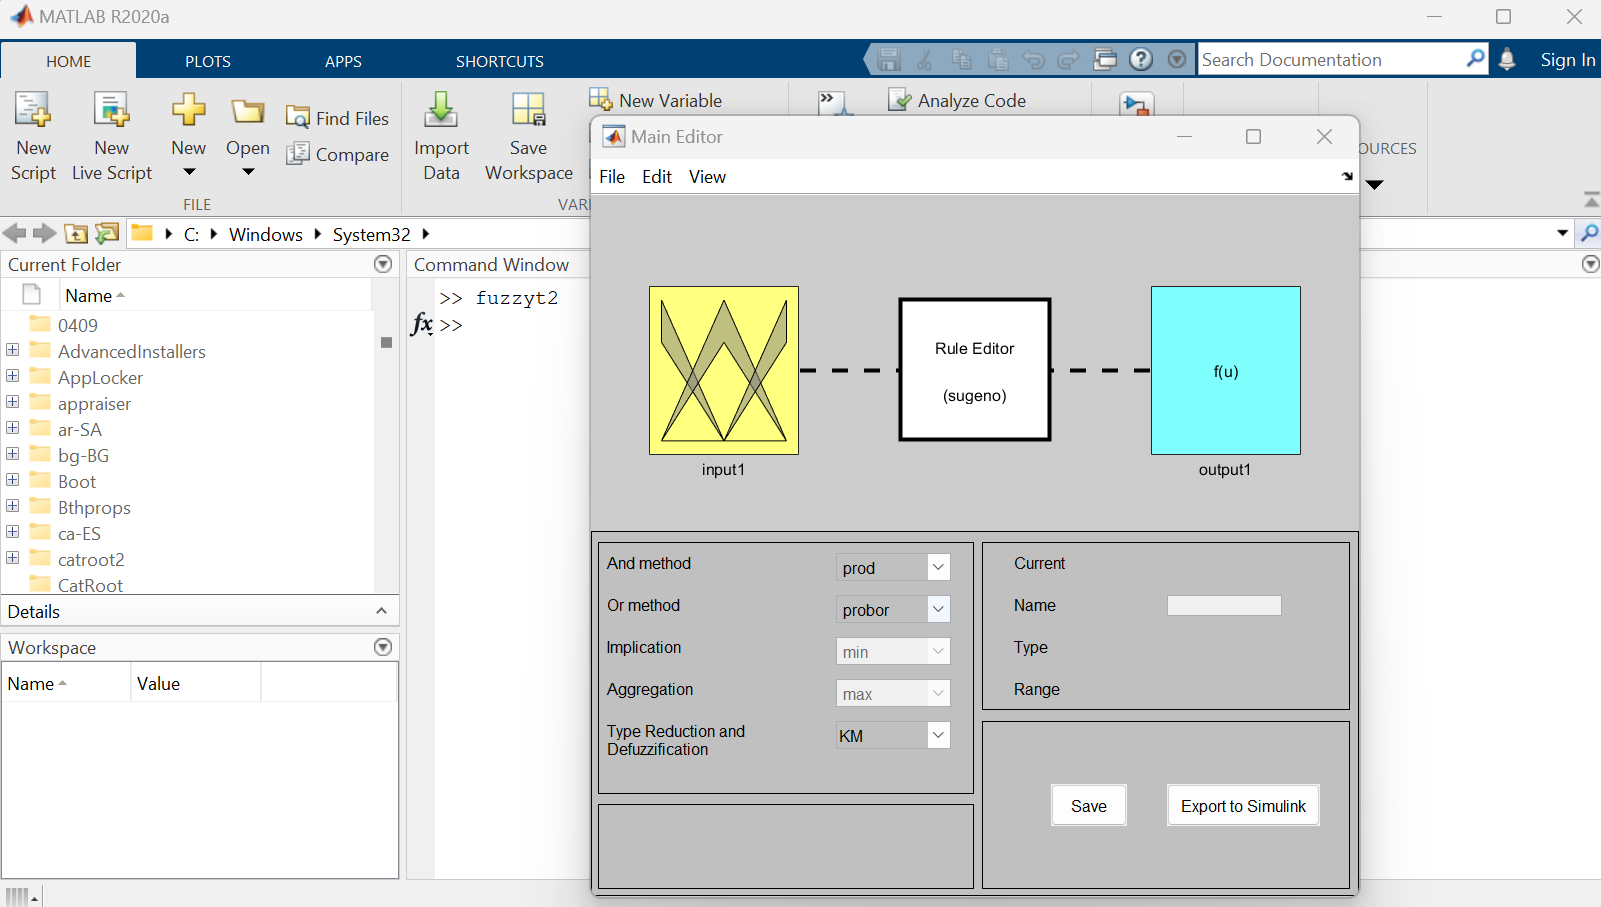 MATLAB R2020a
HOME PLOTS APPS SHORTCUTS Search Documentation Sign In
New Script
New Live Script
New
Open
Find Files
Compare
FILE
Import Data
Save Workspace
New Variable
VARI
Analyze Code
OURCES
C: Windows System32
Current Folder
Name
0409
AdvancedInstallers
AppLocker
appraiser
ar-SA
bg-BG
Boot
Bthprops
ca-ES
catroot2
CatRoot
Details
Workspace
Name Value
Command Window
>> fuzzyt2
fx >>
Main Editor
File Edit View
Rule Editor
(sugeno)
f(u)
input1
output1
And method prod
Or method probor
Implication min
Aggregation max
Type Reduction and
Defuzzification KM
Current
Name
Type
Range
Save Export to Simulink